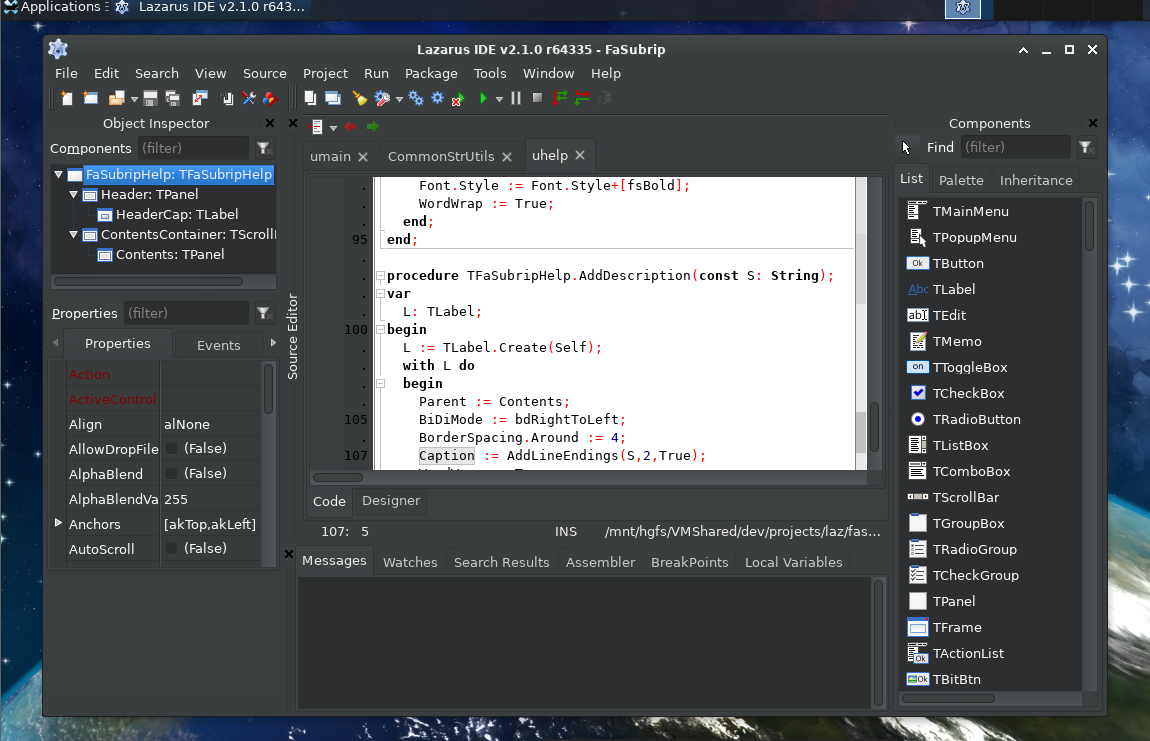 Applications
Lazarus IDE v2.1.0 r643...
Lazarus IDE v2.1.0 r64335 - FaSubrip
File Edit Search View Source Project Run Package Tools Window Help
Object Inspector
Components (filter)
FaSubripHelp: TFaSubripHelp
Header: TPanel
HeaderCap: TLabel
ContentsContainer: TScroll
Contents: TPanel
Properties (filter)
Properties Events
Action
ActiveControl
Align alNone
AllowDropFile (False)
AlphaBlend (False)
AlphaBlendVa 255
Anchors [akTop,akLeft]
AutoScroll (False)
Source Editor
umain CommonStrUtils uhelp
. Font.Style := Font.Style+[fsBold];
. WordWrap := True;
. end;
95 end;
.
. procedure TFaSubripHelp.AddDescription(const S: String);
. var
. L: TLabel;
100 begin
. L := TLabel.Create(Self);
. with L do
. begin
. Parent := Contents;
105 BiDiMode := bdRightToLeft;
. BorderSpacing.Around := 4;
107 Caption := AddLineEndings(S,2,True);
Code Designer
107: 5 INS /mnt/hgfs/VMShared/dev/projects/laz/fas...
Messages Watches Search Results Assembler BreakPoints Local Variables
Components
Find (filter)
List Palette Inheritance
TMainMenu
TPopupMenu
Ok TButton
Abc TLabel
abI TEdit
TMemo
on TToggleBox
TCheckBox
TRadioButton
TListBox
TComboBox
TScrollBar
TGroupBox
TRadioGroup
TCheckGroup
TPanel
TFrame
Ok TActionList
Ok TBitBtn